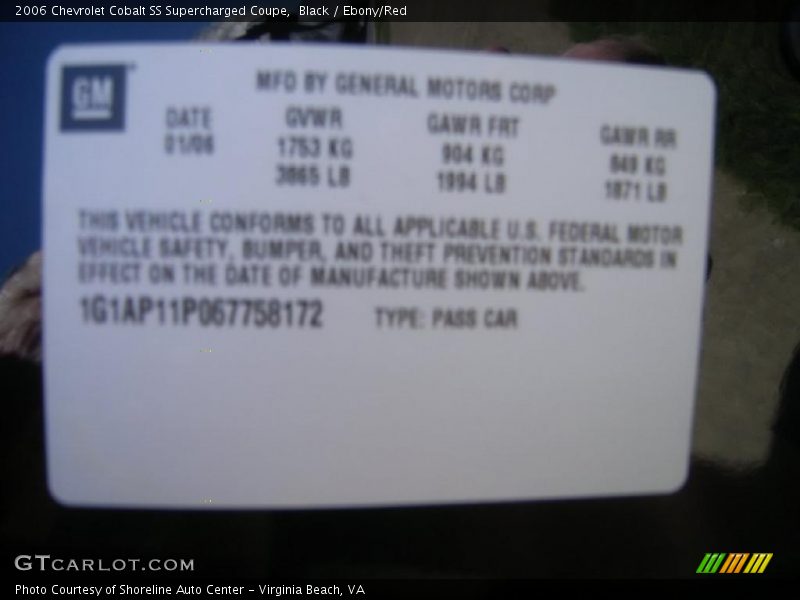 2006 Chevrolet Cobalt SS Supercharged Coupe,  Black / Ebony/Red
GM
MFD BY GENERAL MOTORS CORP
DATE GVWR GAWR FRT GAWR RR
01/06 1753 KG 904 KG 849 KG
3865 LB 1994 LB 1871 LB
THIS VEHICLE CONFORMS TO ALL APPLICABLE U.S. FEDERAL MOTOR
VEHICLE SAFETY, BUMPER, AND THEFT PREVENTION STANDARDS IN
EFFECT ON THE DATE OF MANUFACTURE SHOWN ABOVE.
1G1AP11P067758172 TYPE: PASS CAR
GTCARLOT.COM
Photo Courtesy of Shoreline Auto Center - Virginia Beach, VA